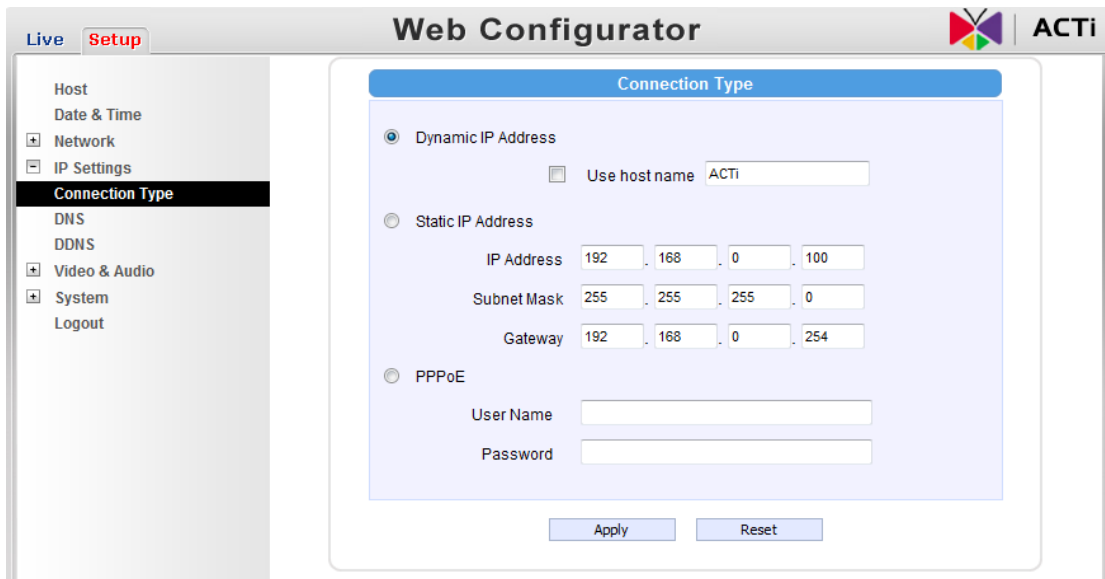 Live Setup Web Configurator ACTi
Host
Date & Time
Network
IP Settings
Connection Type
DNS
DDNS
Video & Audio
System
Logout
Connection Type
Dynamic IP Address
Use host name ACTi
Static IP Address
IP Address 192 . 168 . 0 . 100
Subnet Mask 255 . 255 . 255 . 0
Gateway 192 . 168 . 0 . 254
PPPoE
User Name
Password
Apply Reset